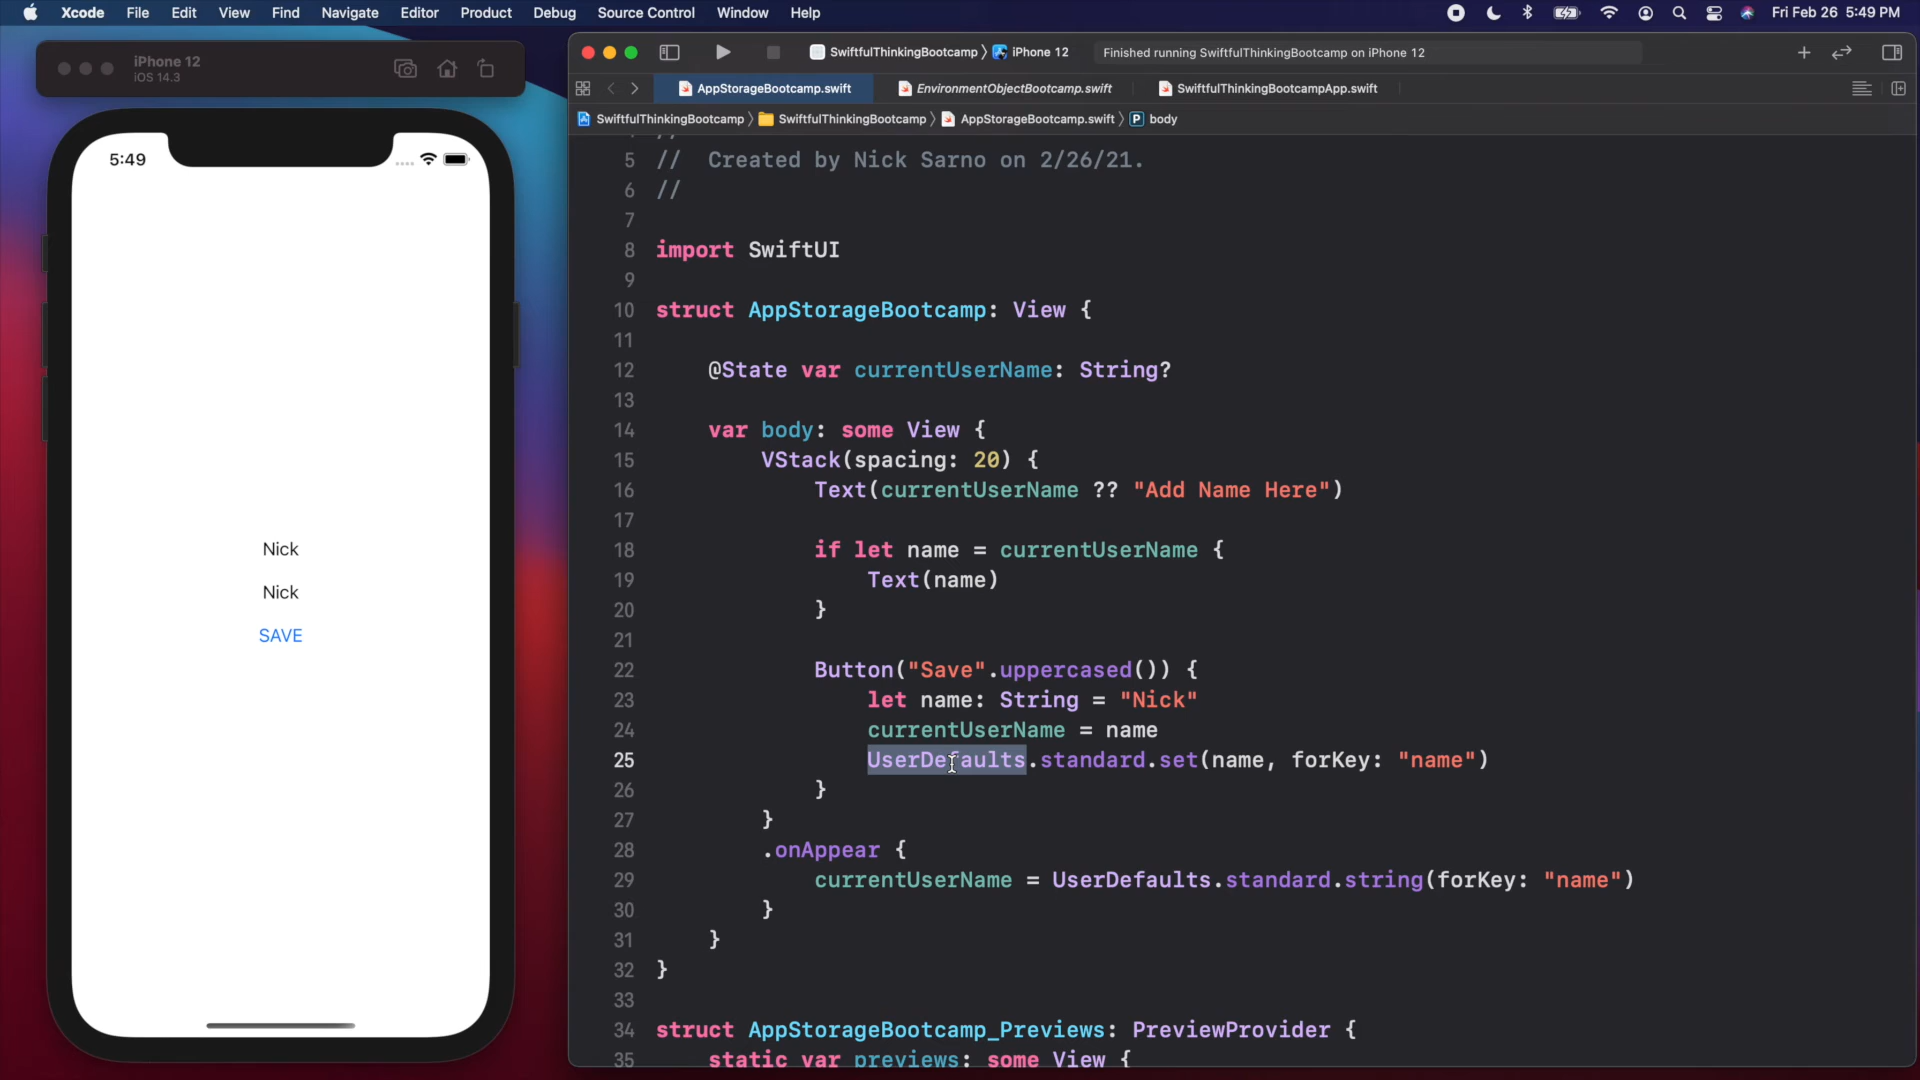 Xcode File Edit View Find Navigate Editor Product Debug Source Control Window Help Fri Feb 26 5:49 PM
iPhone 12
iOS 14.3
5:49
Nick
Nick
SAVE
SwiftfulThinkingBootcamp iPhone 12 Finished running SwiftfulThinkingBootcamp on iPhone 12
AppStorageBootcamp.swift EnvironmentObjectBootcamp.swift SwiftfulThinkingBootcampApp.swift
SwiftfulThinkingBootcamp SwiftfulThinkingBootcamp AppStorageBootcamp.swift P body
5 //  Created by Nick Sarno on 2/26/21.
6 //
7
8 import SwiftUI
9
10 struct AppStorageBootcamp: View {
11
12     @State var currentUserName: String?
13
14     var body: some View {
15         VStack(spacing: 20) {
16             Text(currentUserName ?? "Add Name Here")
17
18             if let name = currentUserName {
19                 Text(name)
20             }
21
22             Button("Save".uppercased()) {
23                 let name: String = "Nick"
24                 currentUserName = name
25                 UserDefaults.standard.set(name, forKey: "name")
26             }
27         }
28         .onAppear {
29             currentUserName = UserDefaults.standard.string(forKey: "name")
30         }
31     }
32 }
33
34 struct AppStorageBootcamp_Previews: PreviewProvider {
35     static var previews: some View {